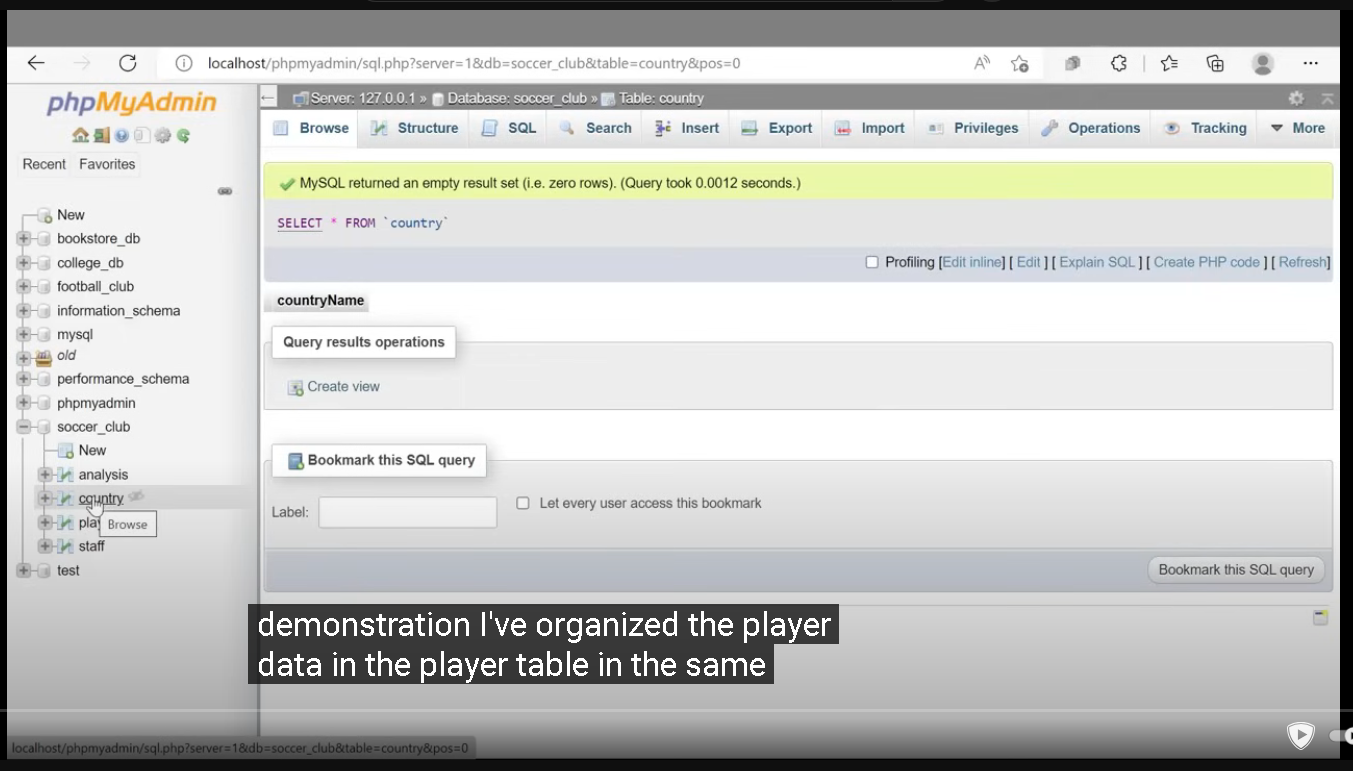 localhost/phpmyadmin/sql.php?server=1&db=soccer_club&table=country&pos=0
phpMyAdmin
Recent Favorites
New
bookstore_db
college_db
football_club
information_schema
mysql
old
performance_schema
phpmyadmin
soccer_club
New
analysis
country
Browse
staff
test
Server: 127.0.0.1 » Database: soccer_club » Table: country
Browse Structure SQL Search Insert Export Import Privileges Operations Tracking More
MySQL returned an empty result set (i.e. zero rows). (Query took 0.0012 seconds.)
SELECT * FROM `country`
Profiling [Edit inline] [ Edit ] [ Explain SQL ] [ Create PHP code ] [ Refresh]
countryName
Query results operations
Create view
Bookmark this SQL query
Label:
Let every user access this bookmark
Bookmark this SQL query
demonstration I've organized the player
data in the player table in the same
localhost/phpmyadmin/sql.php?server=1&db=soccer_club&table=country&pos=0